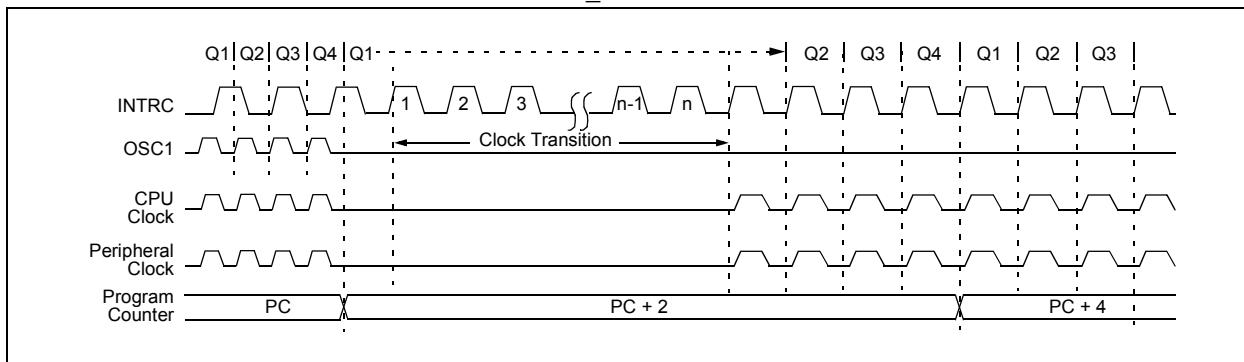 Q1 Q2 Q3 Q4 Q1 Q2 Q3 Q4 Q1 Q2 Q3
INTRC 1 2 3 n-1 n
OSC1 Clock Transition
CPU
Clock
Peripheral
Clock
Program
Counter
PC PC + 2 PC + 4